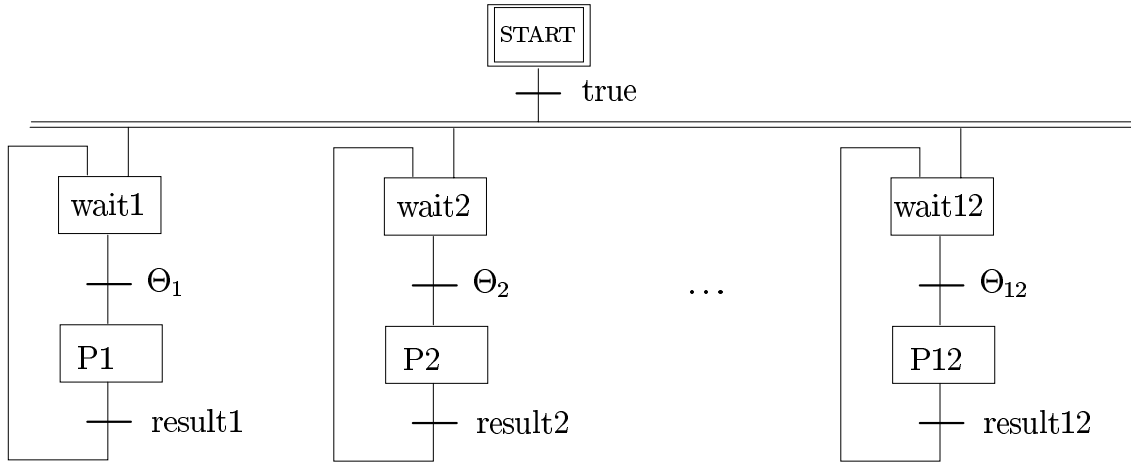 START
true
wait1 wait2 wait12
Θ₁ Θ₂ ... Θ₁₂
P1 P2 P12
result1 result2 result12